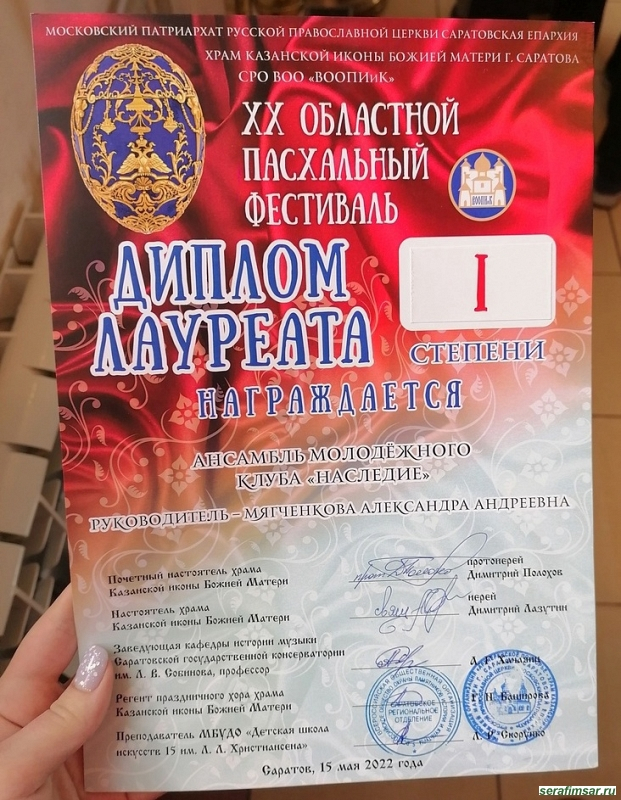 МОСКОВСКИЙ ПАТРИАРХАТ РУССКОЙ ПРАВОСЛАВНОЙ ЦЕРКВИ САРАТОВСКАЯ ЕПАРХИЯ
ХРАМ КАЗАНСКОЙ ИКОНЫ БОЖИЕЙ МАТЕРИ Г. САРАТОВА
СРО ВОО «ВООПИиК»
XX ОБЛАСТНОЙ
ПАСХАЛЬНЫЙ
ФЕСТИВАЛЬ
ДИПЛОМ
ЛАУРЕАТА
I
СТЕПЕНИ
НАГРАЖДАЕТСЯ
АНСАМБЛЬ МОЛОДЁЖНОГО
КЛУБА «НАСЛЕДИЕ»
РУКОВОДИТЕЛЬ – МЯГЧЕНКОВА АЛЕКСАНДРА АНДРЕЕВНА
Почетный настоятель храма
Казанской иконы Божией Матери
протоиерей
Димитрий Полохов
Настоятель храма
Казанской иконы Божией Матери
иерей
Димитрий Лазутин
Заведующая кафедры истории музыки
Саратовской государственной консерватории
им. Л. В. Собинова, профессор
Регент праздничного хора храма
Казанской иконы Божией Матери
Преподаватель МБУДО «Детская школа
искусств 15 им. Л. Л. Христиансена»
САРАТОВСКОЕ
РЕГИОНАЛЬНОЕ
ОТДЕЛЕНИЕ
Саратов, 15 мая 2022 года
serafimsar.ru